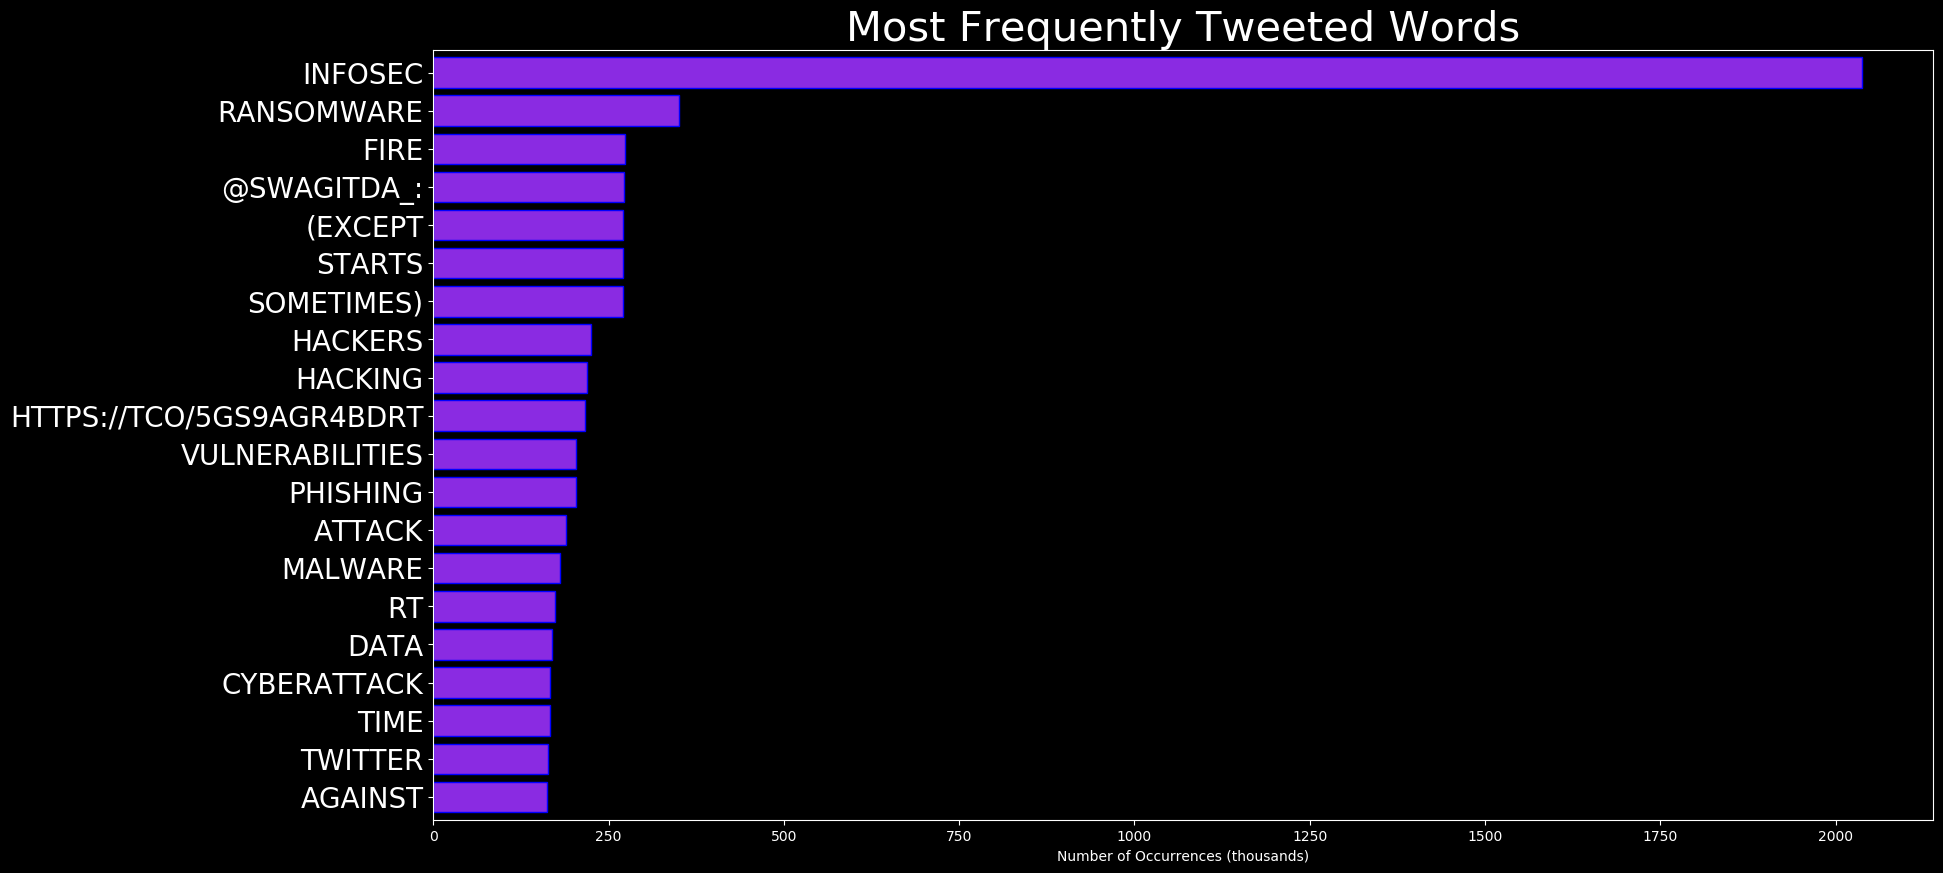 Most Frequently Tweeted Words
INFOSEC
RANSOMWARE
FIRE
@SWAGITDA_:
(EXCEPT
STARTS
SOMETIMES)
HACKERS
HACKING
HTTPS://TCO/5GS9AGR4BDRT
VULNERABILITIES
PHISHING
ATTACK
MALWARE
RT
DATA
CYBERATTACK
TIME
TWITTER
AGAINST
0 250 500 750 1000 1250 1500 1750 2000
Number of Occurrences (thousands)